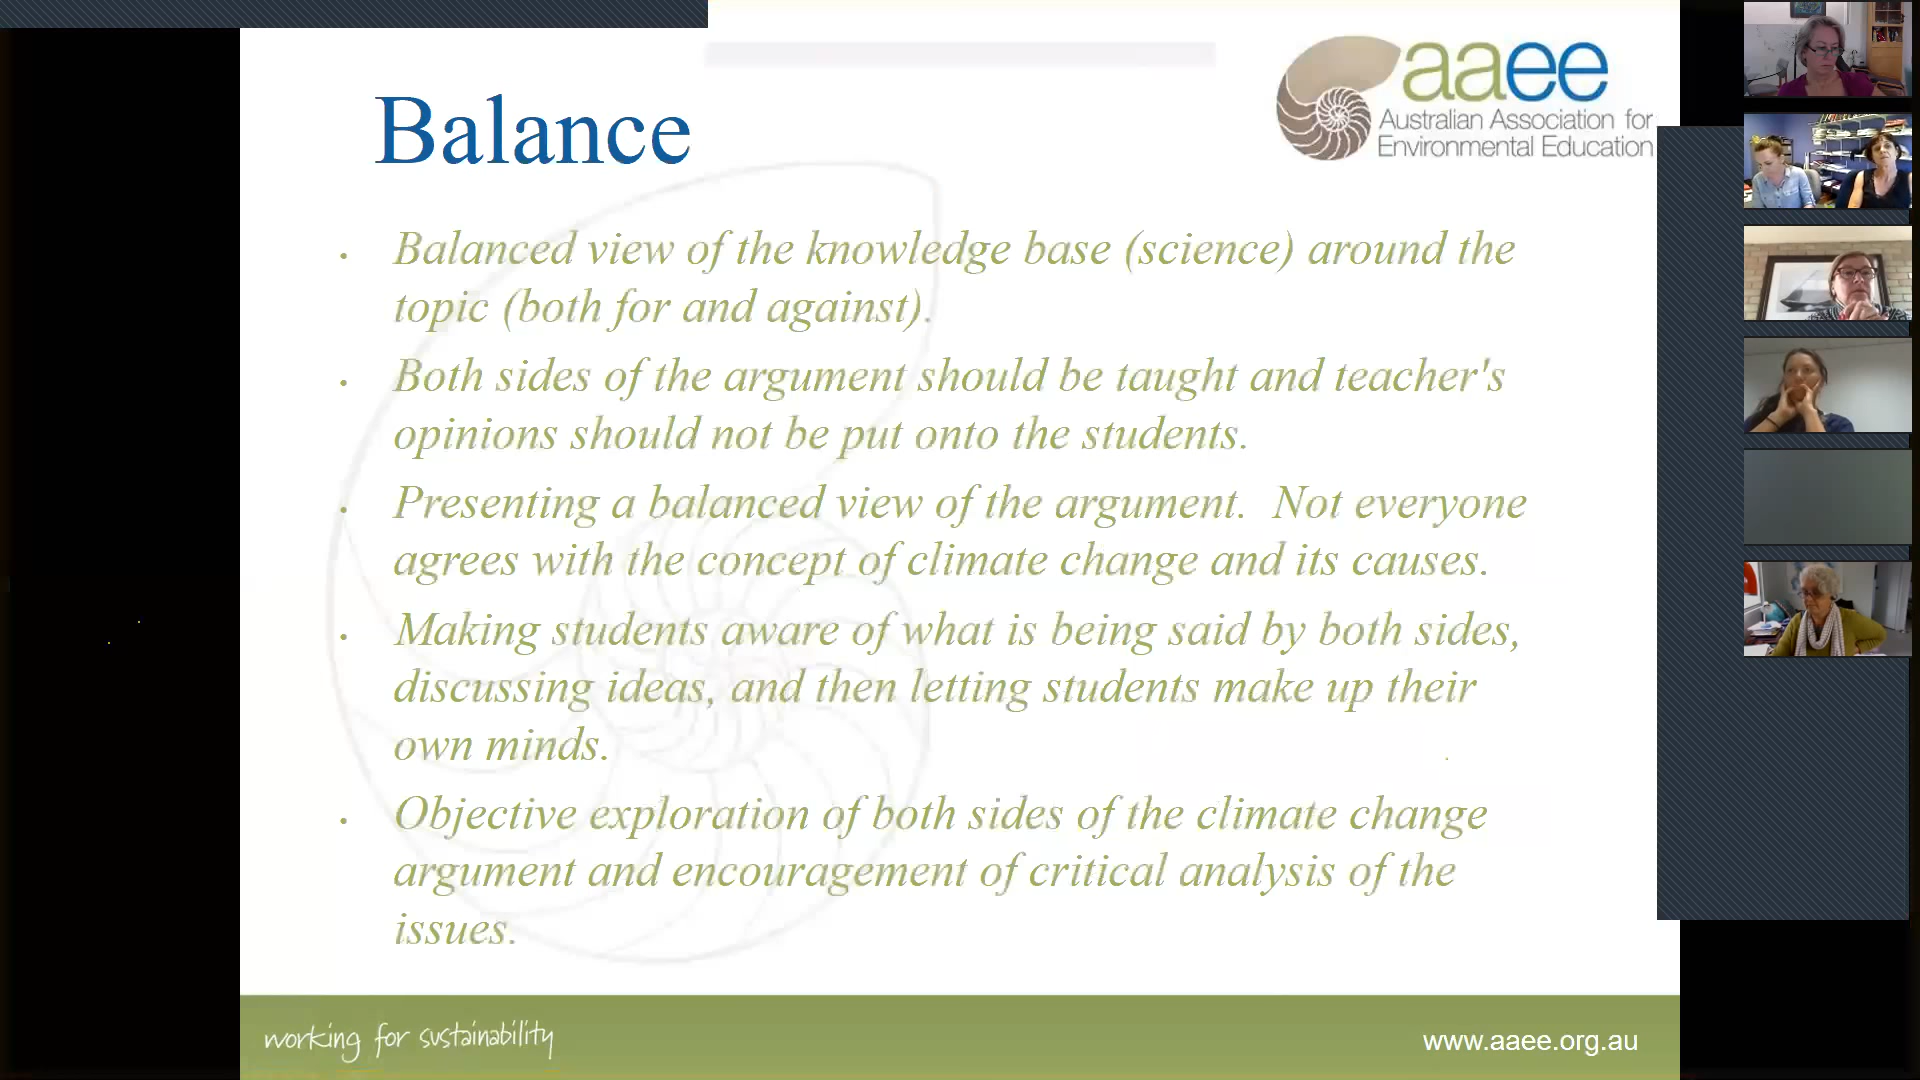 aaee
Australian Association for
Environmental Education
Balance
• Balanced view of the knowledge base (science) around the
topic (both for and against).
• Both sides of the argument should be taught and teacher's
opinions should not be put onto the students.
• Presenting a balanced view of the argument.  Not everyone
agrees with the concept of climate change and its causes.
• Making students aware of what is being said by both sides,
discussing ideas, and then letting students make up their
own minds.
• Objective exploration of both sides of the climate change
argument and encouragement of critical analysis of the
issues.
working for sustainability
www.aaee.org.au